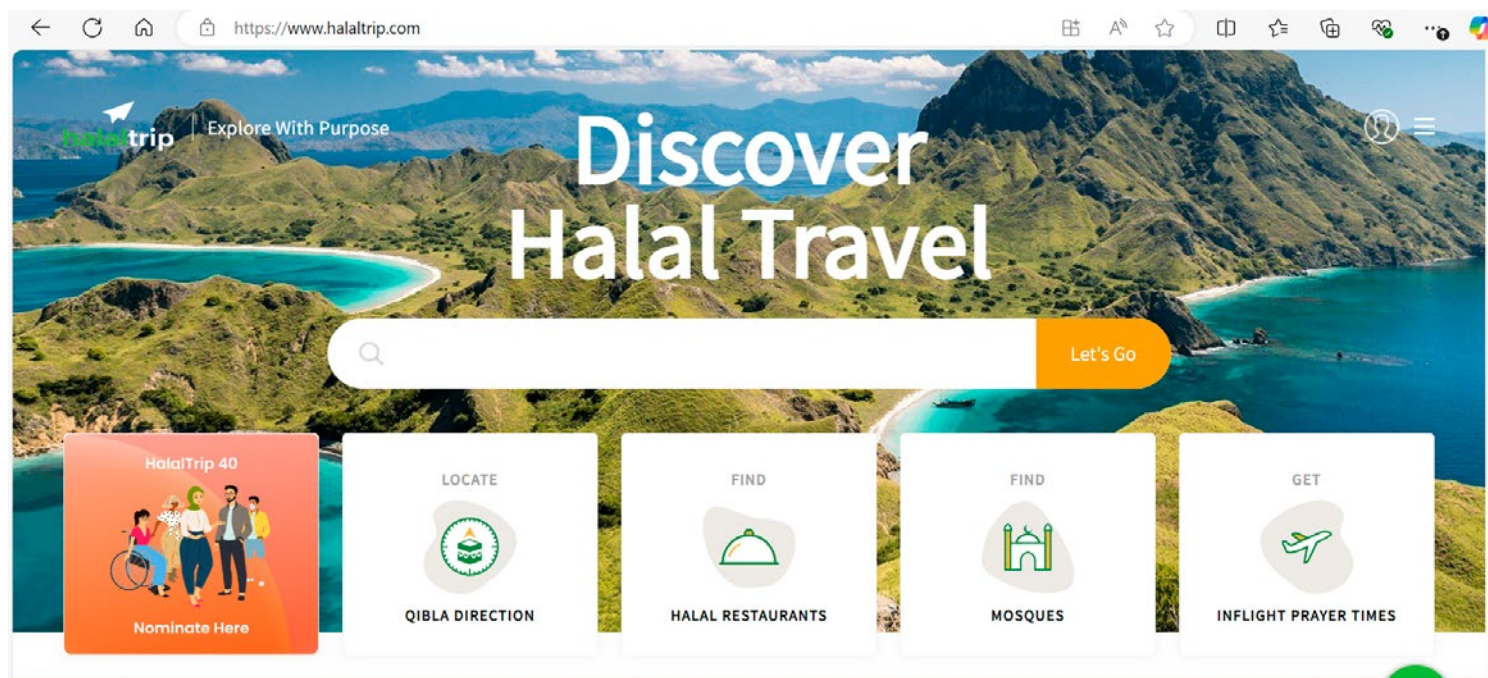 https://www.halaltrip.com
halaltrip | Explore With Purpose
Discover
Halal Travel
Let's Go
HalalTrip 40
Nominate Here
LOCATE
QIBLA DIRECTION
FIND
HALAL RESTAURANTS
FIND
MOSQUES
GET
INFLIGHT PRAYER TIMES